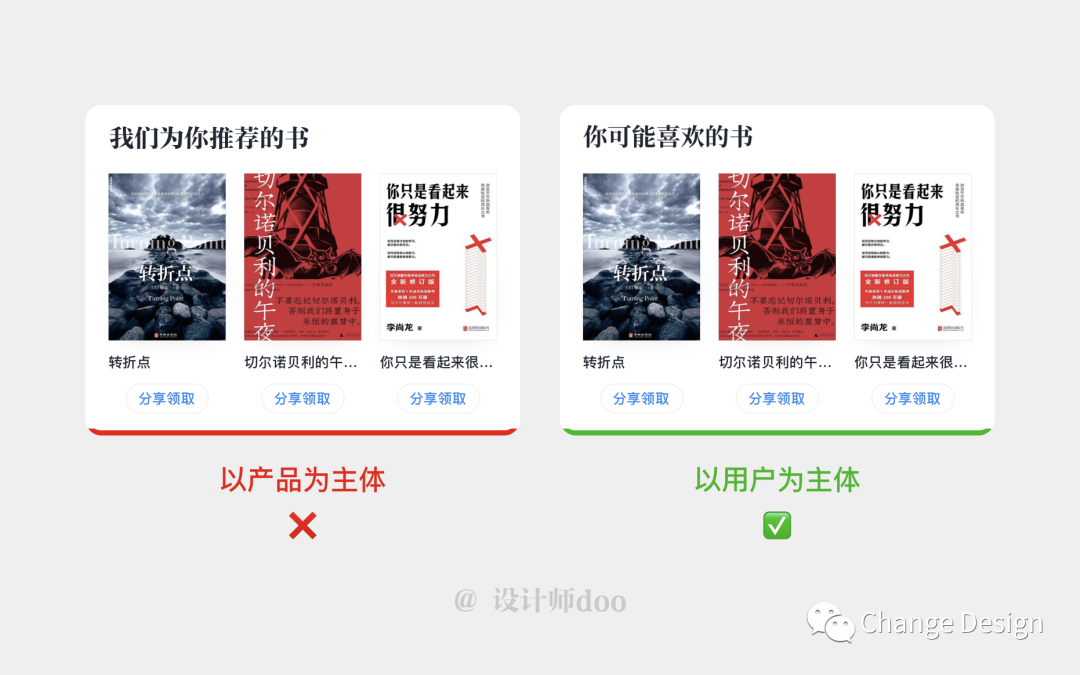 我们为你推荐的书
你可能喜欢的书
Turning
转折点
Turning Point
切尔诺贝利的午夜
不要忘记切尔诺贝利。
否则我们将置身于
永恒的噩梦中。
你只是看起来
很努力
全新修订版
李尚龙 著
Turning
转折点
Turning Point
切尔诺贝利的午夜
不要忘记切尔诺贝利。
否则我们将置身于
永恒的噩梦中。
你只是看起来
很努力
全新修订版
李尚龙 著
转折点
切尔诺贝利的午...
你只是看起来很...
转折点
切尔诺贝利的午...
你只是看起来很...
分享领取
分享领取
分享领取
分享领取
分享领取
分享领取
以产品为主体
以用户为主体
@ 设计师doo
Change Design